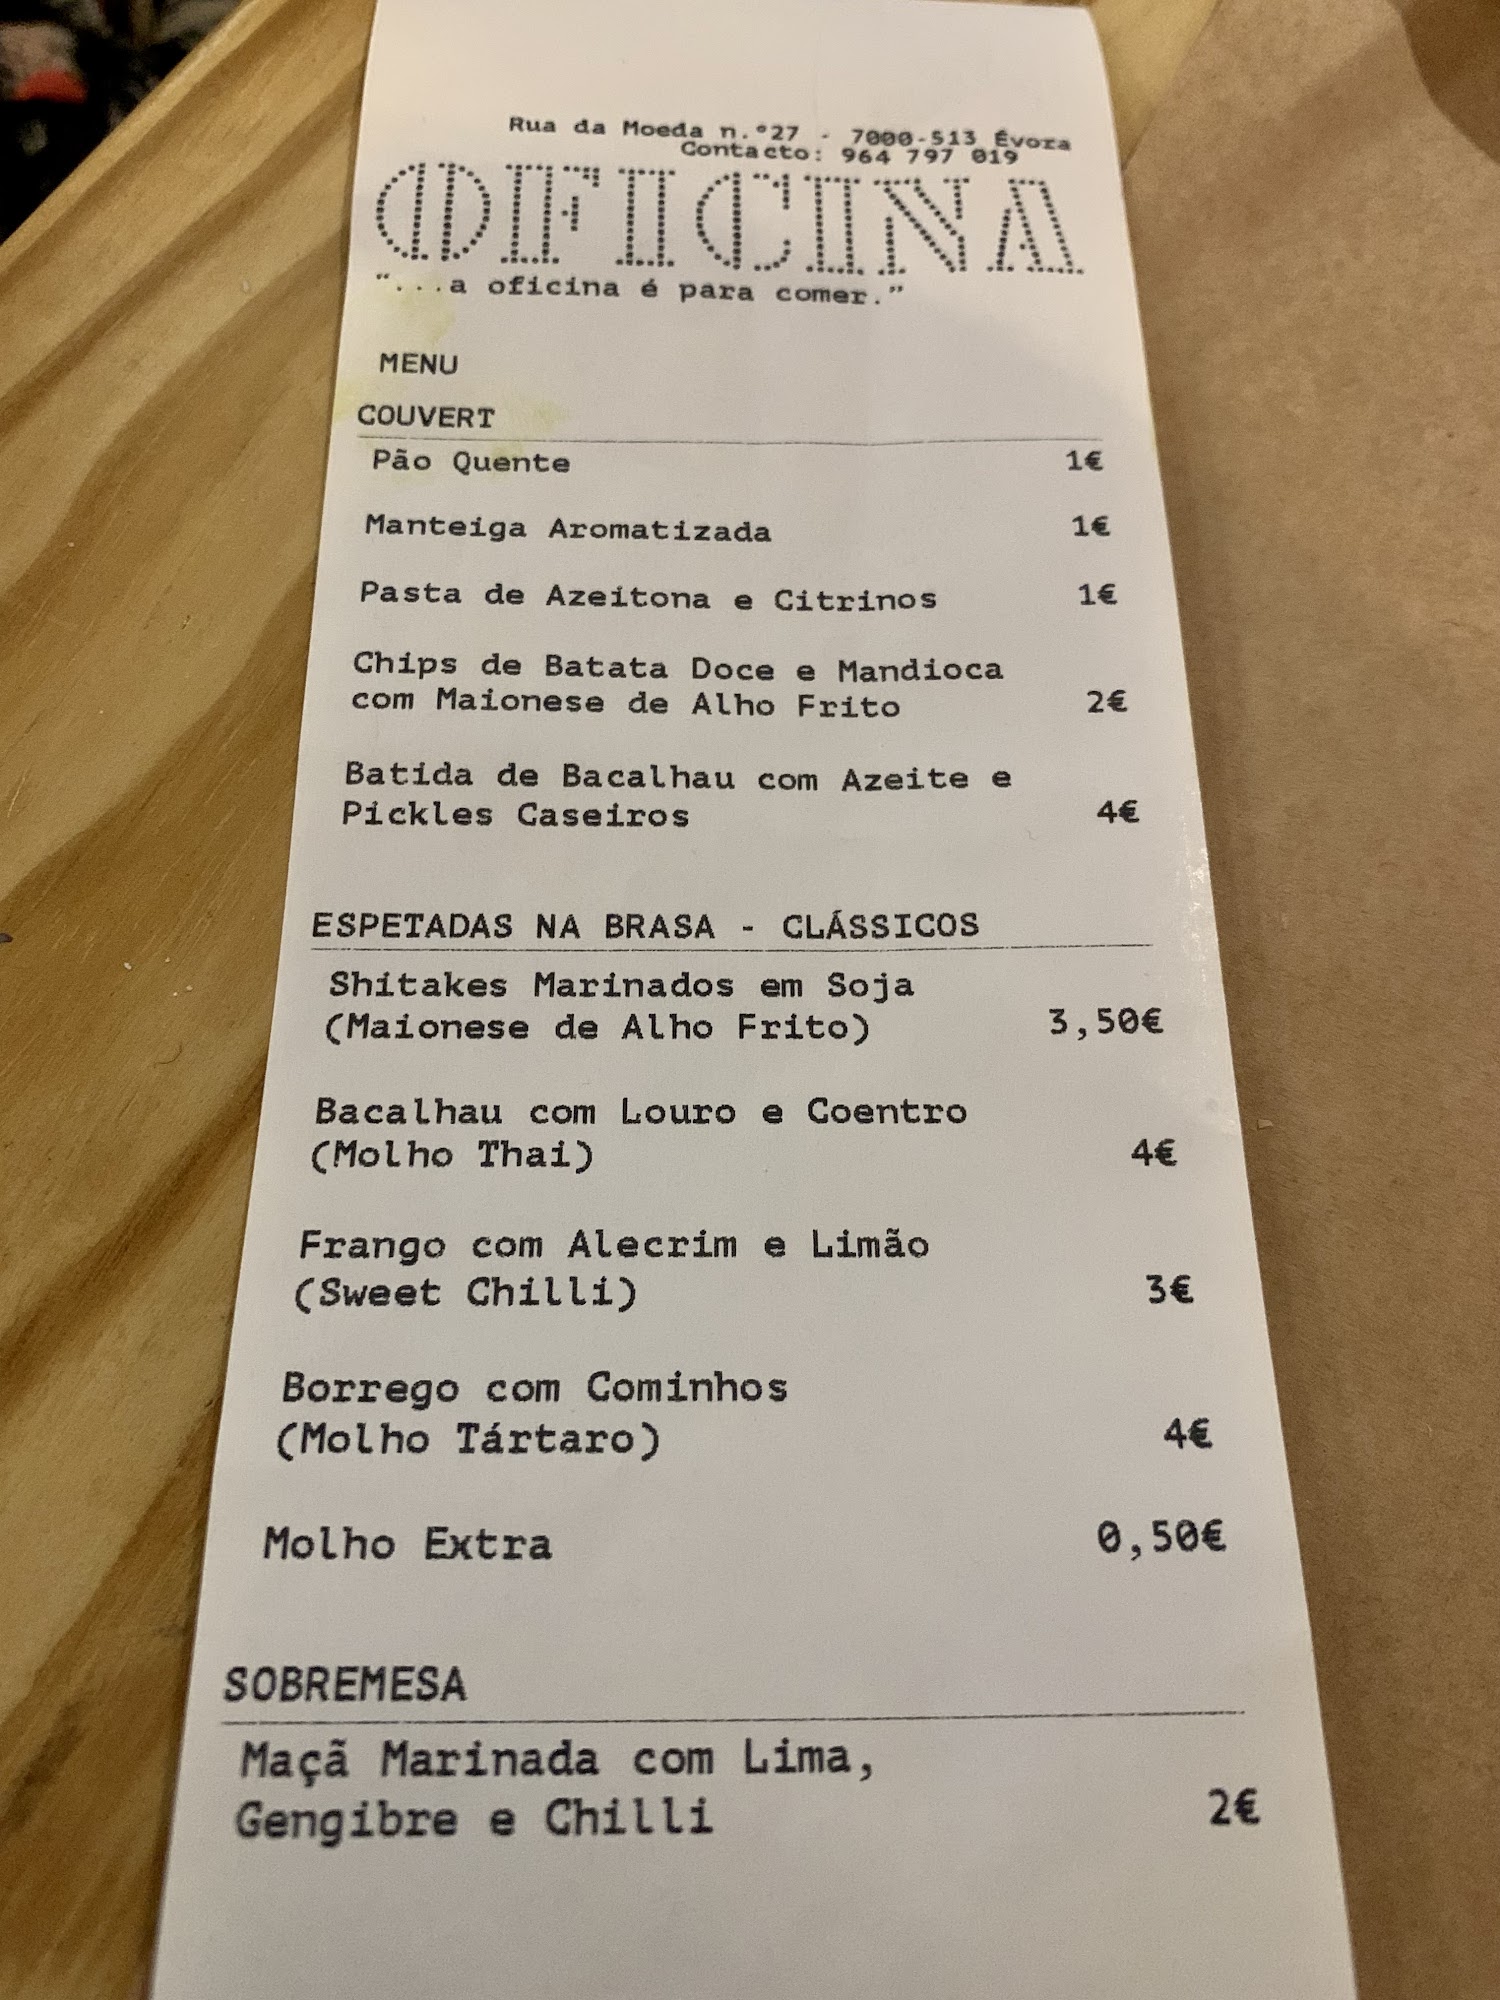 Rua da Moeda n.º27 - 7000-513 Évora
Contacto: 964 797 019
OFICINA
“...a oficina é para comer.”
MENU
COUVERT
Pão Quente 1€
Manteiga Aromatizada 1€
Pasta de Azeitona e Citrinos 1€
Chips de Batata Doce e Mandioca
com Maionese de Alho Frito 2€
Batida de Bacalhau com Azeite e
Pickles Caseiros 4€
ESPETADAS NA BRASA - CLÁSSICOS
Shitakes Marinados em Soja
(Maionese de Alho Frito) 3,50€
Bacalhau com Louro e Coentro
(Molho Thai) 4€
Frango com Alecrim e Limão
(Sweet Chilli) 3€
Borrego com Cominhos
(Molho Tártaro) 4€
Molho Extra 0,50€
SOBREMESA
Maçã Marinada com Lima,
Gengibre e Chilli 2€